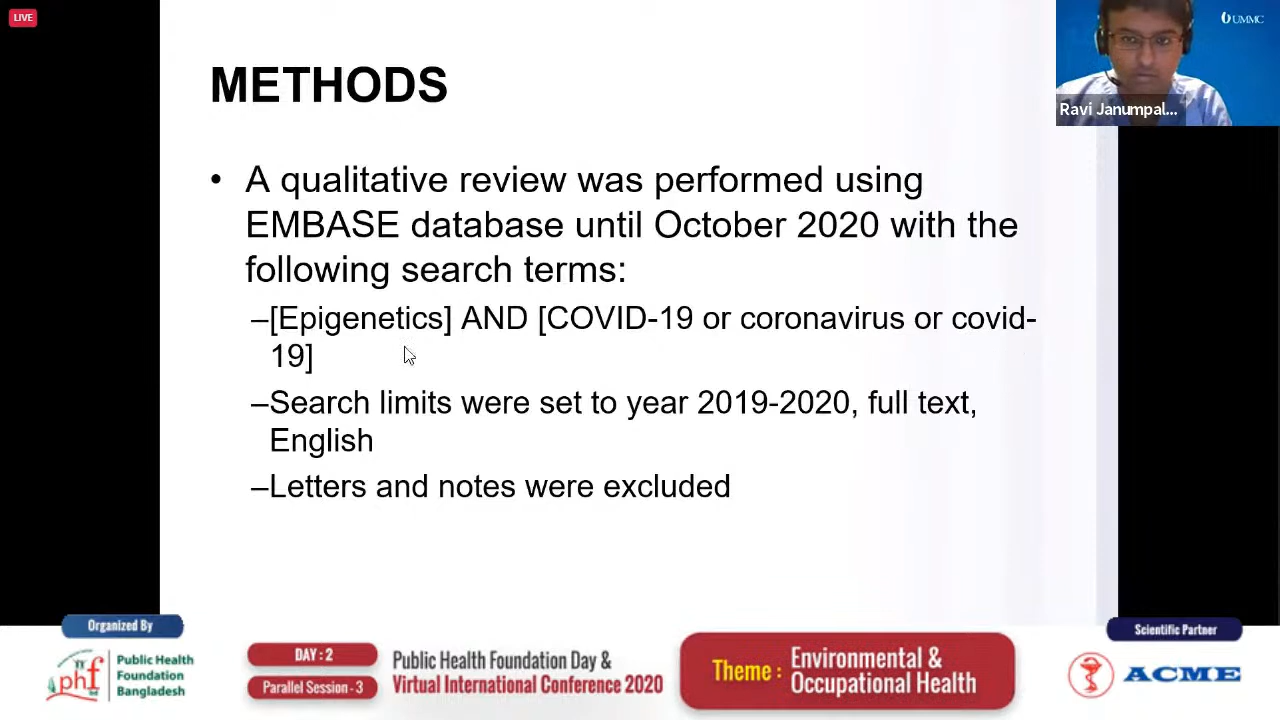 LIVE
UMMC
METHODS
Ravi Janumpal...
• A qualitative review was performed using
EMBASE database until October 2020 with the
following search terms:
–[Epigenetics] AND [COVID-19 or coronavirus or covid-
19]
–Search limits were set to year 2019-2020, full text,
English
–Letters and notes were excluded
Organized By
phf
Public Health
Foundation
Bangladesh
DAY : 2
Parallel Session - 3
Public Health Foundation Day &
Virtual International Conference 2020
Theme :
Environmental &
Occupational Health
Scientific Partner
ACME